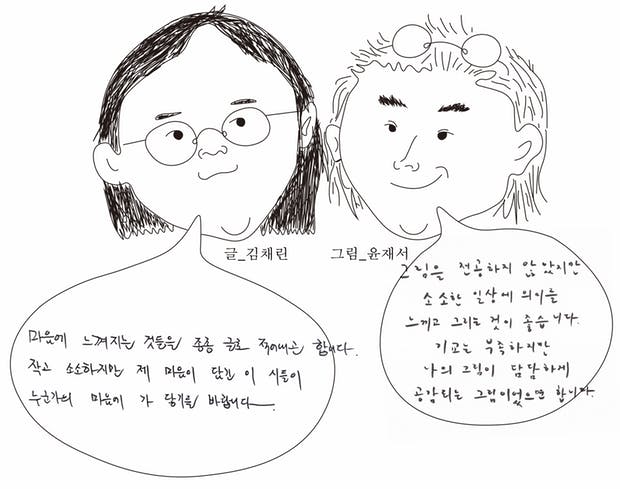 글_김채린
그림_윤재서
마음에 느껴지는 것들을 종종 글로 적어내곤 합니다.
작고 소소하지만 제 마음이 담긴 이 시들이
누군가의 마음에 가 닿기를 바랍니다
그림을 전공하지 않았지만
소소한 일상에 의미를
느끼고 그리는 것이 좋습니다.
기교는 부족하지만
나의 그림이 담담하게
공감되는 그림이었으면 합니다.